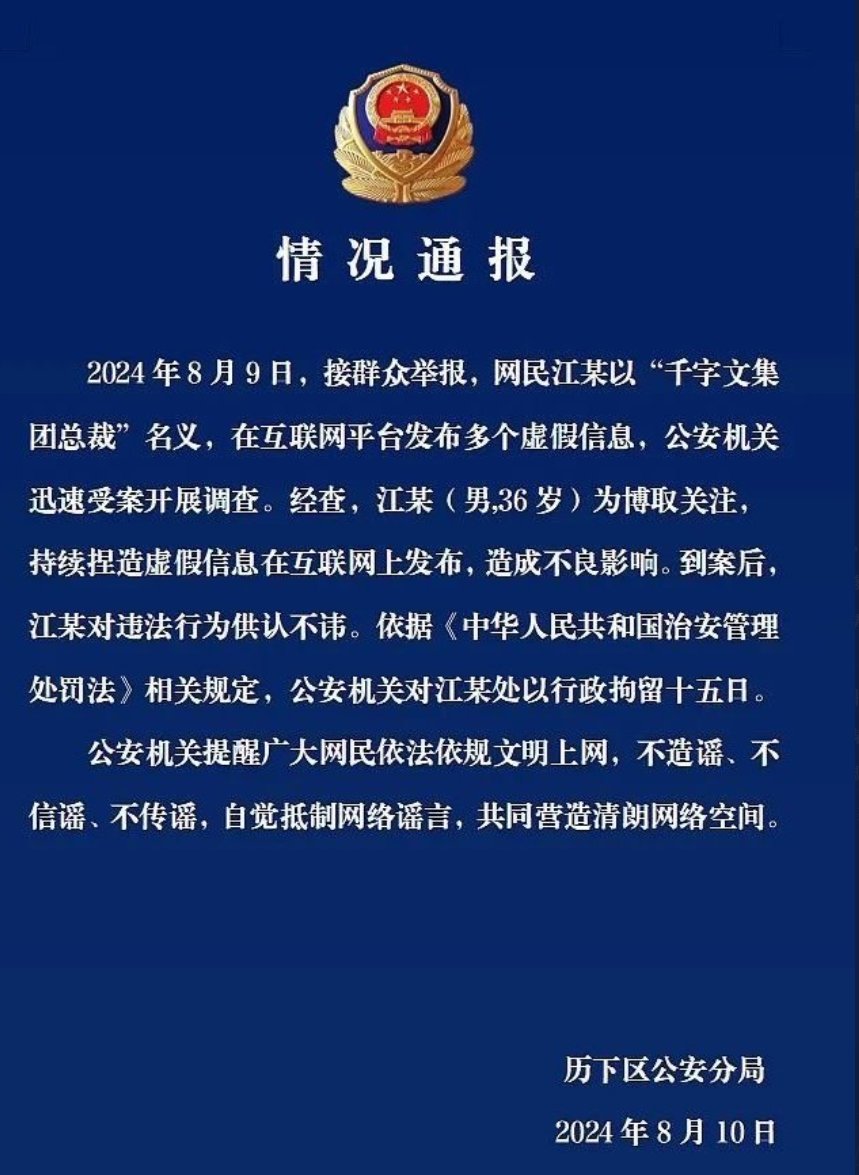 情况通报
2024年8月9日，接群众举报，网民江某以“千字文集
团总裁”名义，在互联网平台发布多个虚假信息，公安机关
迅速受案开展调查。经查，江某（男,36岁）为博取关注，
持续捏造虚假信息在互联网上发布，造成不良影响。到案后，
江某对违法行为供认不讳。依据《中华人民共和国治安管理
处罚法》相关规定，公安机关对江某处以行政拘留十五日。
公安机关提醒广大网民依法依规文明上网，不造谣、不
信谣、不传谣，自觉抵制网络谣言，共同营造清朗网络空间。
历下区公安分局
2024年8月10日